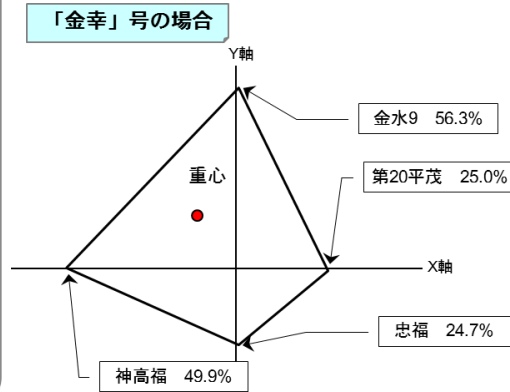 「金幸」号の場合
Y軸
金水9 56.3%
重心
第20平茂 25.0%
X軸
忠福 24.7%
神高福 49.9%